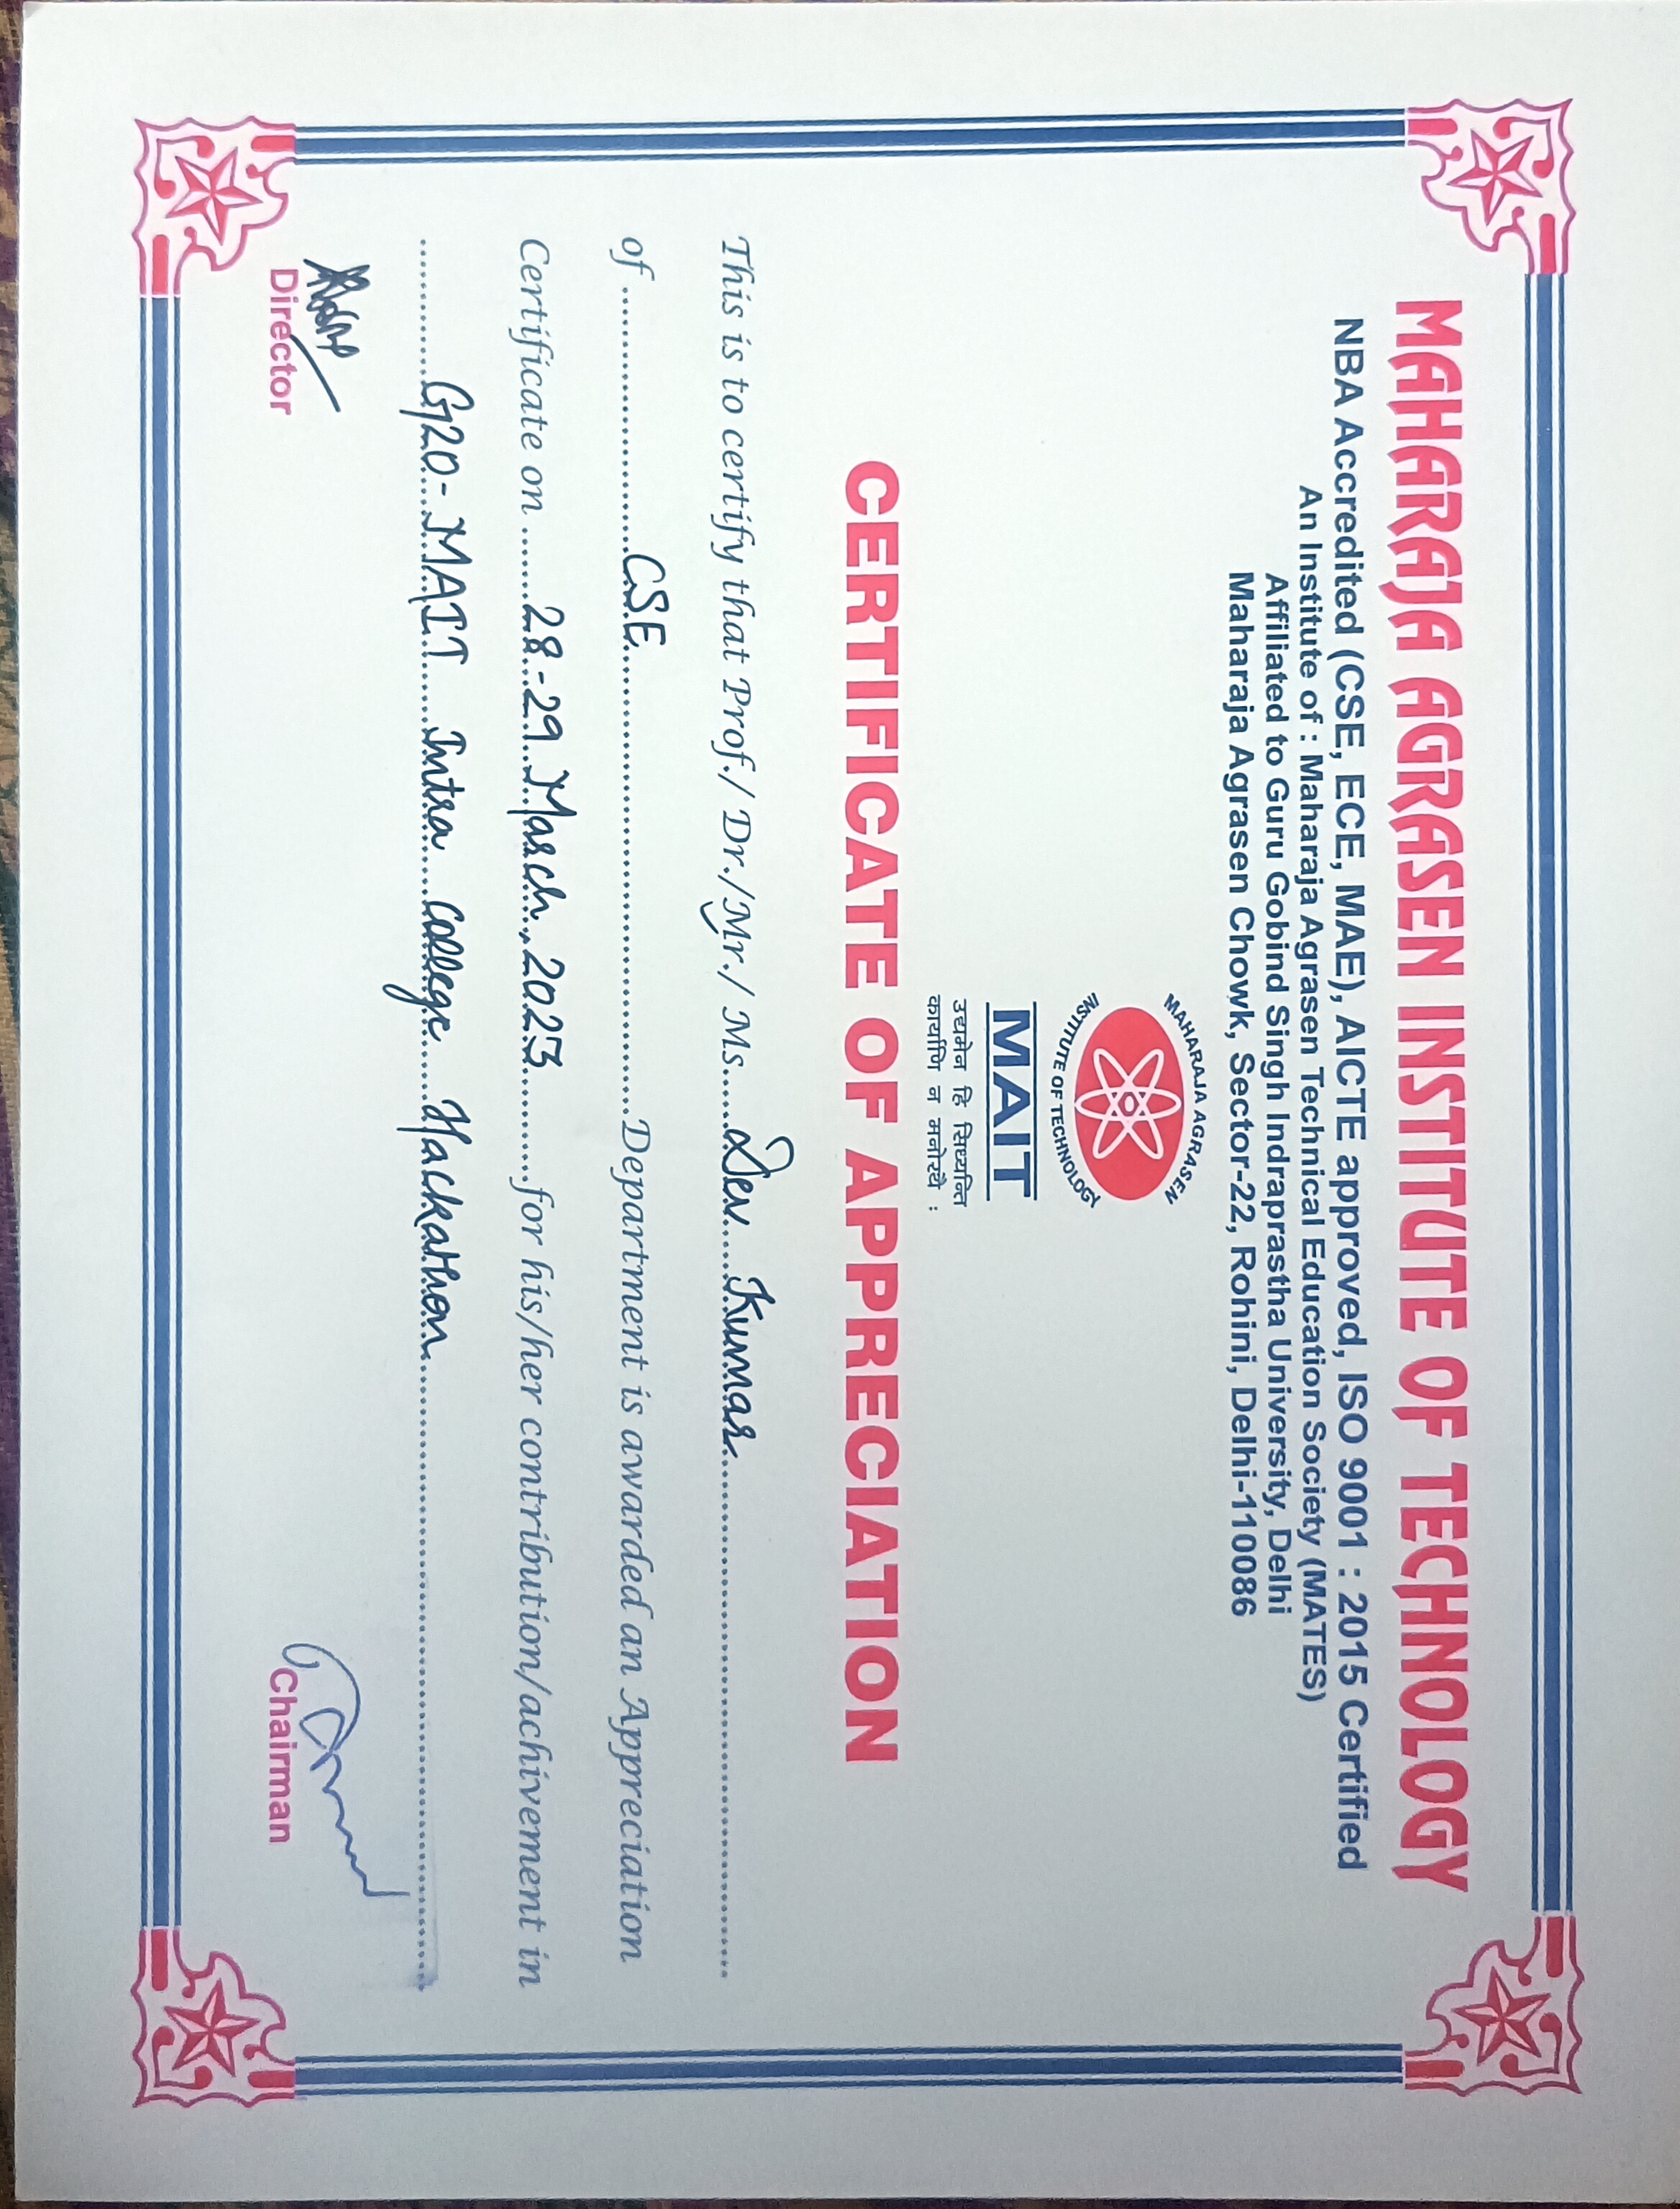 MAHARAJA AGRASEN INSTITUTE OF TECHNOLOGY
NBA Accredited (CSE, ECE, MAE), AICTE approved, ISO 9001 : 2015 Certified
An Institute of : Maharaja Agrasen Technical Education Society (MATES)
Affiliated to Guru Gobind Singh Indraprastha University, Delhi
Maharaja Agrasen Chowk, Sector-22, Rohini, Delhi-110086
MAHARAJA AGRASEN
INSTITUTE OF TECHNOLOGY
MAIT
उद्यमेन हि सिध्यन्ति
कार्याणि न मनोरथै :
CERTIFICATE OF APPRECIATION
This is to certify that Prof./ Dr./Mr./ Ms......Dev Kumar
of CSE Department is awarded an Appreciation
Certificate on 28-29 March, 2023 for his/her contribution/achivement in
G20-MAIT Intra College Hackathon
Director
Chairman